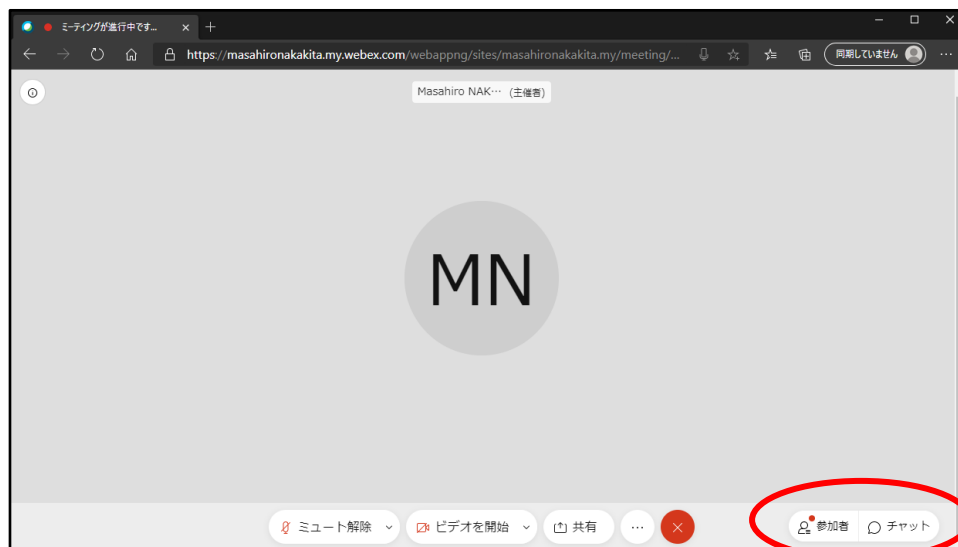 ミーティングが進行中です...
https://masahironakakita.my.webex.com/webappng/sites/masahironakakita.my/meeting/...
同期していません
Masahiro NAK… (主催者)
MN
ミュート解除
ビデオを開始
共有
参加者
チャット